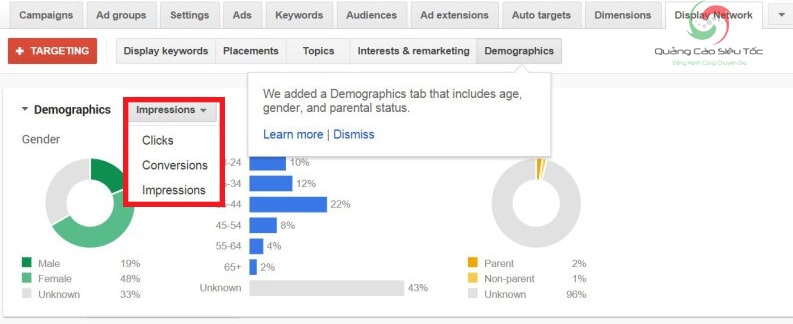 Campaigns Ad groups Settings Ads Keywords Audiences Ad extensions Auto targets Dimensions Display Network
+ TARGETING Display keywords Placements Topics Interests & remarketing Demographics
Quảng Cáo Siêu Tốc
Đồng Hành Cùng Chuyên Gia
We added a Demographics tab that includes age,
gender, and parental status.
Learn more | Dismiss
Demographics Impressions
Clicks
Conversions
Impressions
Gender
Male 19%
Female 48%
Unknown 33%
-24 10%
-34 12%
-44 22%
45-54 8%
55-64 4%
65+ 2%
Unknown 43%
Parent 2%
Non-parent 1%
Unknown 96%